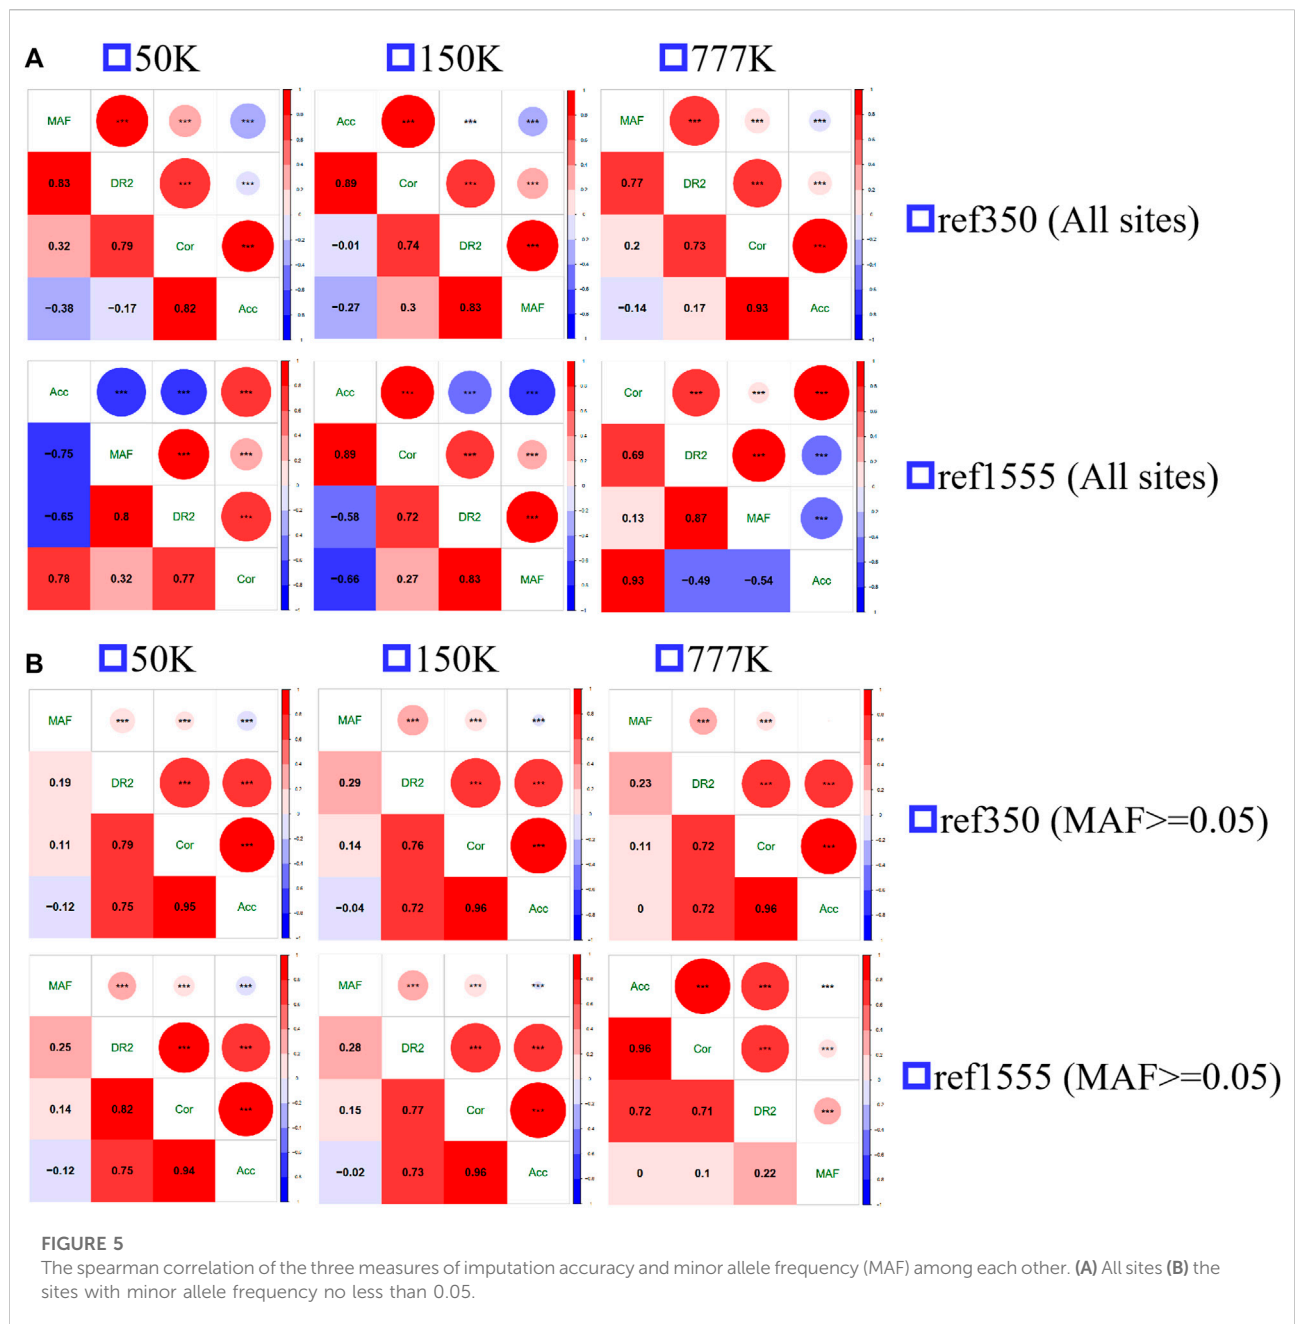 A
50K 150K 777K
MAF *** *** ***
0.83 DR2 *** ***
0.32 0.79 Cor ***
−0.38 −0.17 0.82 Acc
Acc *** *** ***
0.89 Cor *** ***
−0.01 0.74 DR2 ***
−0.27 0.3 0.83 MAF
MAF *** *** ***
0.77 DR2 *** ***
0.2 0.73 Cor ***
−0.14 0.17 0.93 Acc
ref350 (All sites)
Acc *** *** ***
−0.75 MAF *** ***
−0.65 0.8 DR2 ***
0.78 0.32 0.77 Cor
Acc *** *** ***
0.89 Cor *** ***
−0.58 0.72 DR2 ***
−0.66 0.27 0.83 MAF
Cor *** *** ***
0.69 DR2 *** ***
0.13 0.87 MAF ***
0.93 −0.49 −0.54 Acc
ref1555 (All sites)
B
50K 150K 777K
MAF *** *** ***
0.19 DR2 *** ***
0.11 0.79 Cor ***
−0.12 0.75 0.95 Acc
MAF *** *** ***
0.29 DR2 *** ***
0.14 0.76 Cor ***
−0.04 0.72 0.96 Acc
MAF *** ***
0.23 DR2 *** ***
0.11 0.72 Cor ***
0 0.72 0.96 Acc
ref350 (MAF>=0.05)
MAF *** *** ***
0.25 DR2 *** ***
0.14 0.82 Cor ***
−0.12 0.75 0.94 Acc
MAF *** *** ***
0.28 DR2 *** ***
0.15 0.77 Cor ***
−0.02 0.73 0.96 Acc
Acc *** *** ***
0.96 Cor *** ***
0.72 0.71 DR2 ***
0 0.1 0.22 MAF
ref1555 (MAF>=0.05)
FIGURE 5
The spearman correlation of the three measures of imputation accuracy and minor allele frequency (MAF) among each other. (A) All sites (B) the
sites with minor allele frequency no less than 0.05.